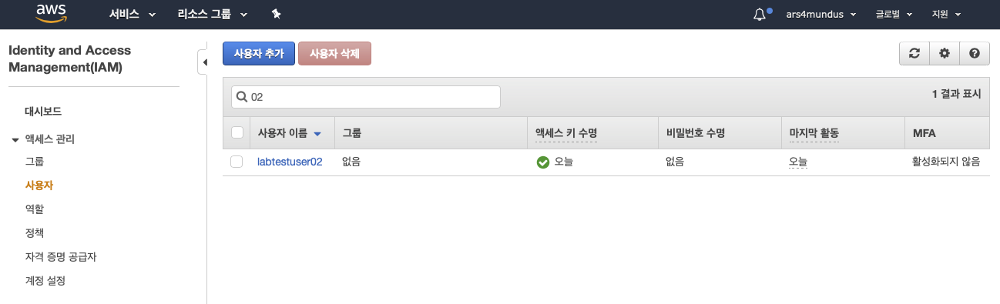 aws 서비스 리소스 그룹 ars4mundus 글로벌 지원
Identity and Access
Management(IAM)
대시보드
액세스 관리
그룹
사용자
역할
정책
자격 증명 공급자
계정 설정
사용자 추가 사용자 삭제
02
1 결과 표시
사용자 이름 그룹 액세스 키 수명 비밀번호 수명 마지막 활동 MFA
labtestuser02 없음 오늘 없음 오늘 활성화되지 않음